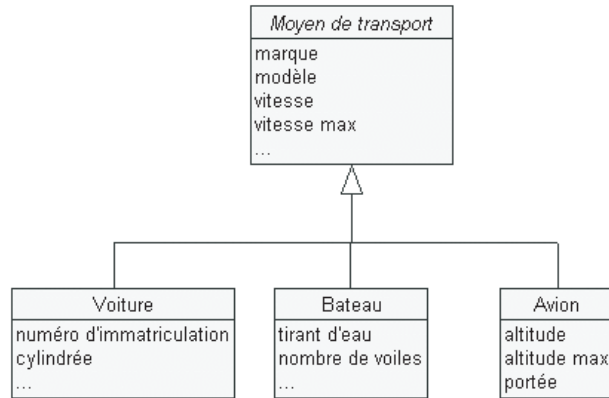 Moyen de transport
marque
modèle
vitesse
vitesse max
...
Voiture
numéro d'immatriculation
cylindrée
...
Bateau
tirant d'eau
nombre de voiles
...
Avion
altitude
altitude max
portée